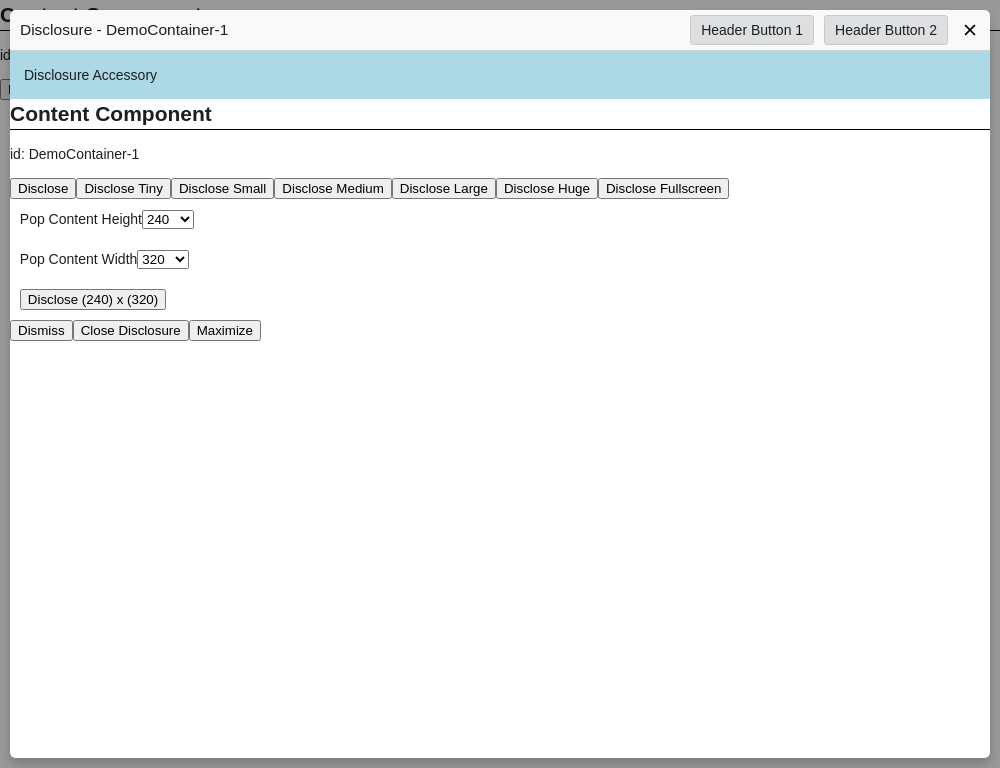 Disclosure - DemoContainer-1 Header Button 1 Header Button 2
Disclosure Accessory
Content Component
id: DemoContainer-1
Disclose Disclose Tiny Disclose Small Disclose Medium Disclose Large Disclose Huge Disclose Fullscreen
Pop Content Height 240
Pop Content Width 320
Disclose (240) x (320)
Dismiss Close Disclosure Maximize